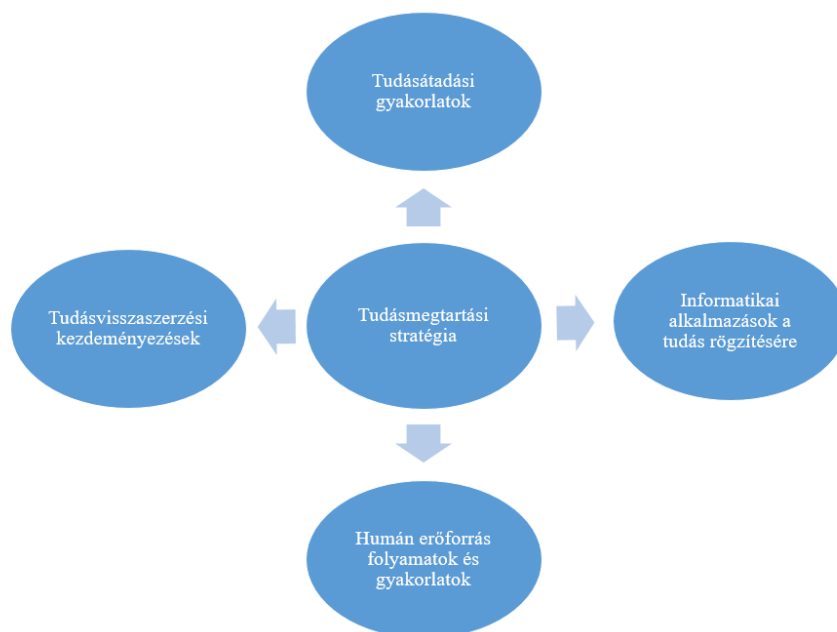 Tudásátadási
gyakorlatok
Tudásvisszaszerzési
kezdeményezések
Tudásmegtartási
stratégia
Informatikai
alkalmazások a
tudás rögzítésére
Humán erőforrás
folyamatok és
gyakorlatok